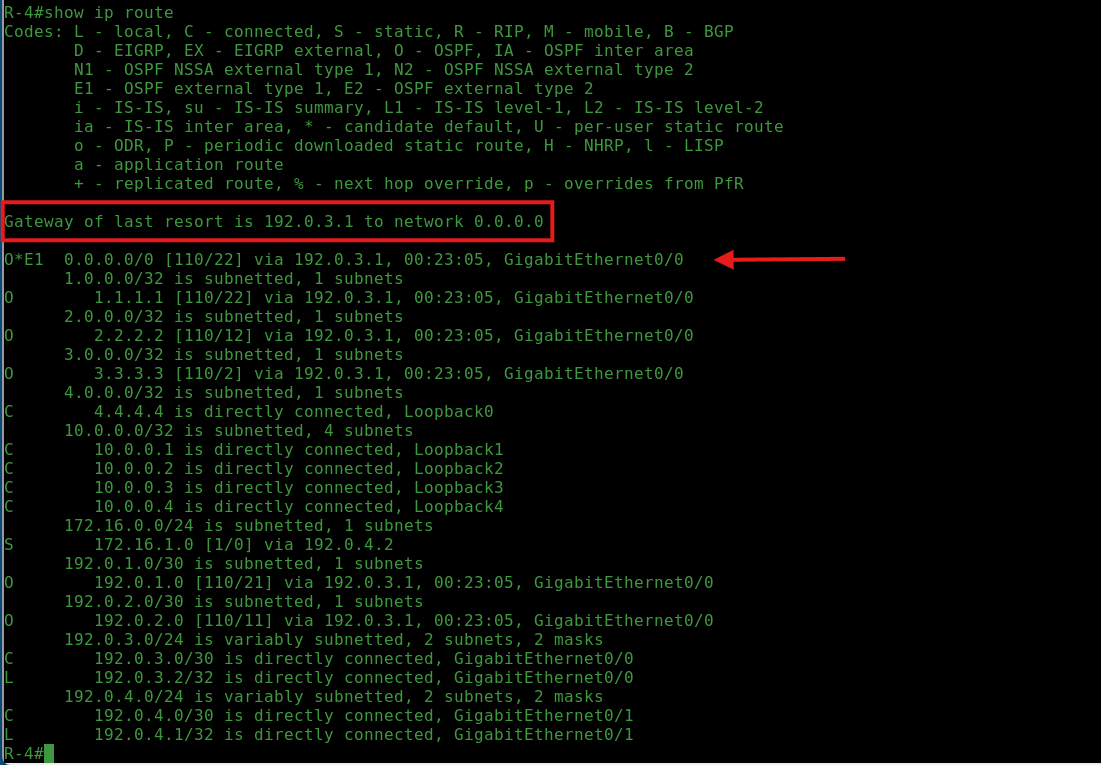 R-4#show ip route
Codes: L - local, C - connected, S - static, R - RIP, M - mobile, B - BGP
       D - EIGRP, EX - EIGRP external, O - OSPF, IA - OSPF inter area
       N1 - OSPF NSSA external type 1, N2 - OSPF NSSA external type 2
       E1 - OSPF external type 1, E2 - OSPF external type 2
       i - IS-IS, su - IS-IS summary, L1 - IS-IS level-1, L2 - IS-IS level-2
       ia - IS-IS inter area, * - candidate default, U - per-user static route
       o - ODR, P - periodic downloaded static route, H - NHRP, l - LISP
       a - application route
       + - replicated route, % - next hop override, p - overrides from PfR
Gateway of last resort is 192.0.3.1 to network 0.0.0.0
O*E1  0.0.0.0/0 [110/22] via 192.0.3.1, 00:23:05, GigabitEthernet0/0
      1.0.0.0/32 is subnetted, 1 subnets
O        1.1.1.1 [110/22] via 192.0.3.1, 00:23:05, GigabitEthernet0/0
      2.0.0.0/32 is subnetted, 1 subnets
O        2.2.2.2 [110/12] via 192.0.3.1, 00:23:05, GigabitEthernet0/0
      3.0.0.0/32 is subnetted, 1 subnets
O        3.3.3.3 [110/2] via 192.0.3.1, 00:23:05, GigabitEthernet0/0
      4.0.0.0/32 is subnetted, 1 subnets
C        4.4.4.4 is directly connected, Loopback0
      10.0.0.0/32 is subnetted, 4 subnets
C        10.0.0.1 is directly connected, Loopback1
C        10.0.0.2 is directly connected, Loopback2
C        10.0.0.3 is directly connected, Loopback3
C        10.0.0.4 is directly connected, Loopback4
      172.16.0.0/24 is subnetted, 1 subnets
S        172.16.1.0 [1/0] via 192.0.4.2
      192.0.1.0/30 is subnetted, 1 subnets
O        192.0.1.0 [110/21] via 192.0.3.1, 00:23:05, GigabitEthernet0/0
      192.0.2.0/30 is subnetted, 1 subnets
O        192.0.2.0 [110/11] via 192.0.3.1, 00:23:05, GigabitEthernet0/0
      192.0.3.0/24 is variably subnetted, 2 subnets, 2 masks
C        192.0.3.0/30 is directly connected, GigabitEthernet0/0
L        192.0.3.2/32 is directly connected, GigabitEthernet0/0
      192.0.4.0/24 is variably subnetted, 2 subnets, 2 masks
C        192.0.4.0/30 is directly connected, GigabitEthernet0/1
L        192.0.4.1/32 is directly connected, GigabitEthernet0/1
R-4#